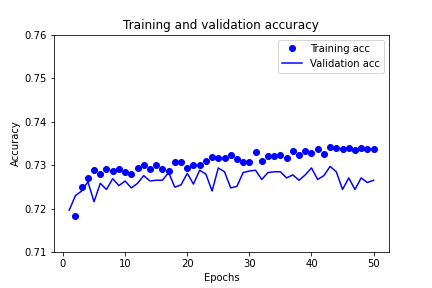 Training and validation accuracy
0.76
0.75
0.74
0.73
0.72
0.71
Accuracy
Training acc
Validation acc
0
10
20
30
40
50
Epochs